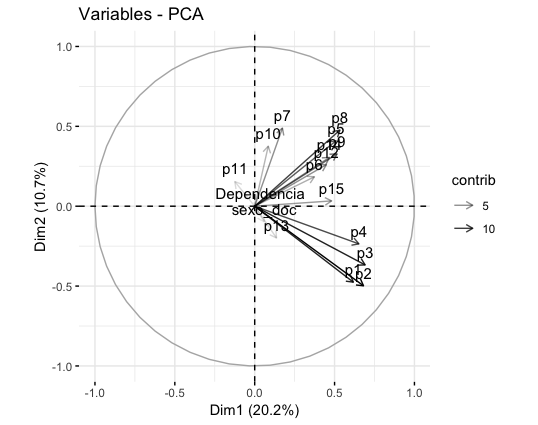 Variables - PCA
1.0
0.5
0.0
-0.5
-1.0
Dim2 (10.7%)
p7
p8
p10
p5
p9
p12
p6
p11
Dependencia
p15
sexo_doc
p13
p4
p3
p1
p2
-1.0
-0.5
0.0
0.5
1.0
Dim1 (20.2%)
contrib
5
10